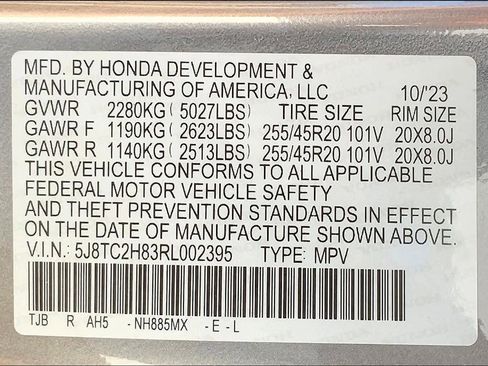 MFD. BY HONDA DEVELOPMENT &
MANUFACTURING OF AMERICA, LLC 10/'23
GVWR 2280KG ( 5027LBS) TIRE SIZE RIM SIZE
GAWR F 1190KG ( 2623LBS) 255/45R20 101V 20X8.0J
GAWR R 1140KG ( 2513LBS) 255/45R20 101V 20X8.0J
THIS VEHICLE CONFORMS TO ALL APPLICABLE
FEDERAL MOTOR VEHICLE SAFETY
AND THEFT PREVENTION STANDARDS IN EFFECT
ON THE DATE OF MANUFACTURE SHOWN ABOVE.
V.I.N.: 5J8TC2H83RL002395 TYPE: MPV
TJB R AH5 - NH885MX - E - L